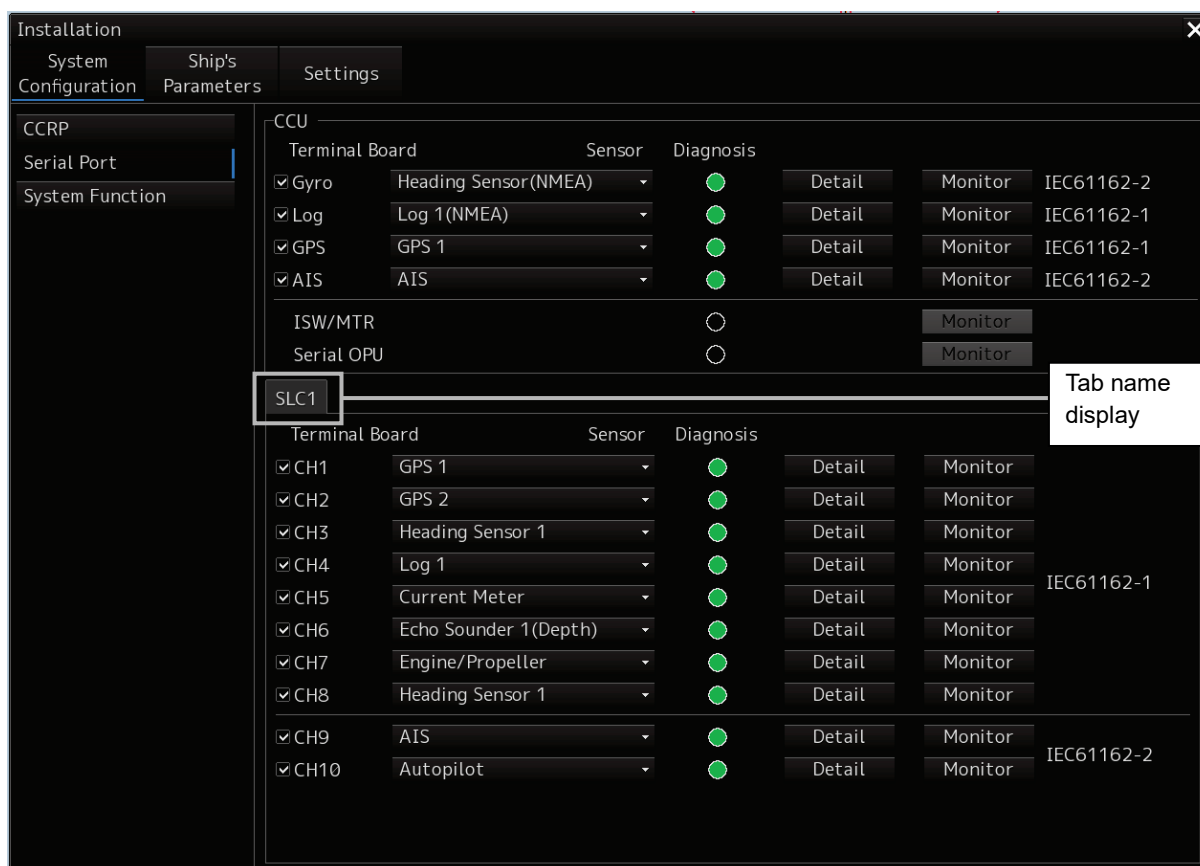 Installation
System Configuration
Ship's Parameters
Settings
CCRP
Serial Port
System Function
CCU
Terminal Board Sensor Diagnosis
Gyro Heading Sensor(NMEA) Detail Monitor IEC61162-2
Log Log 1(NMEA) Detail Monitor IEC61162-1
GPS GPS 1 Detail Monitor IEC61162-1
AIS AIS Detail Monitor IEC61162-2
ISW/MTR Monitor
Serial OPU Monitor
SLC1
Tab name
display
Terminal Board Sensor Diagnosis
CH1 GPS 1 Detail Monitor
CH2 GPS 2 Detail Monitor
CH3 Heading Sensor 1 Detail Monitor
CH4 Log 1 Detail Monitor
IEC61162-1
CH5 Current Meter Detail Monitor
CH6 Echo Sounder 1(Depth) Detail Monitor
CH7 Engine/Propeller Detail Monitor
CH8 Heading Sensor 1 Detail Monitor
CH9 AIS Detail Monitor
IEC61162-2
CH10 Autopilot Detail Monitor